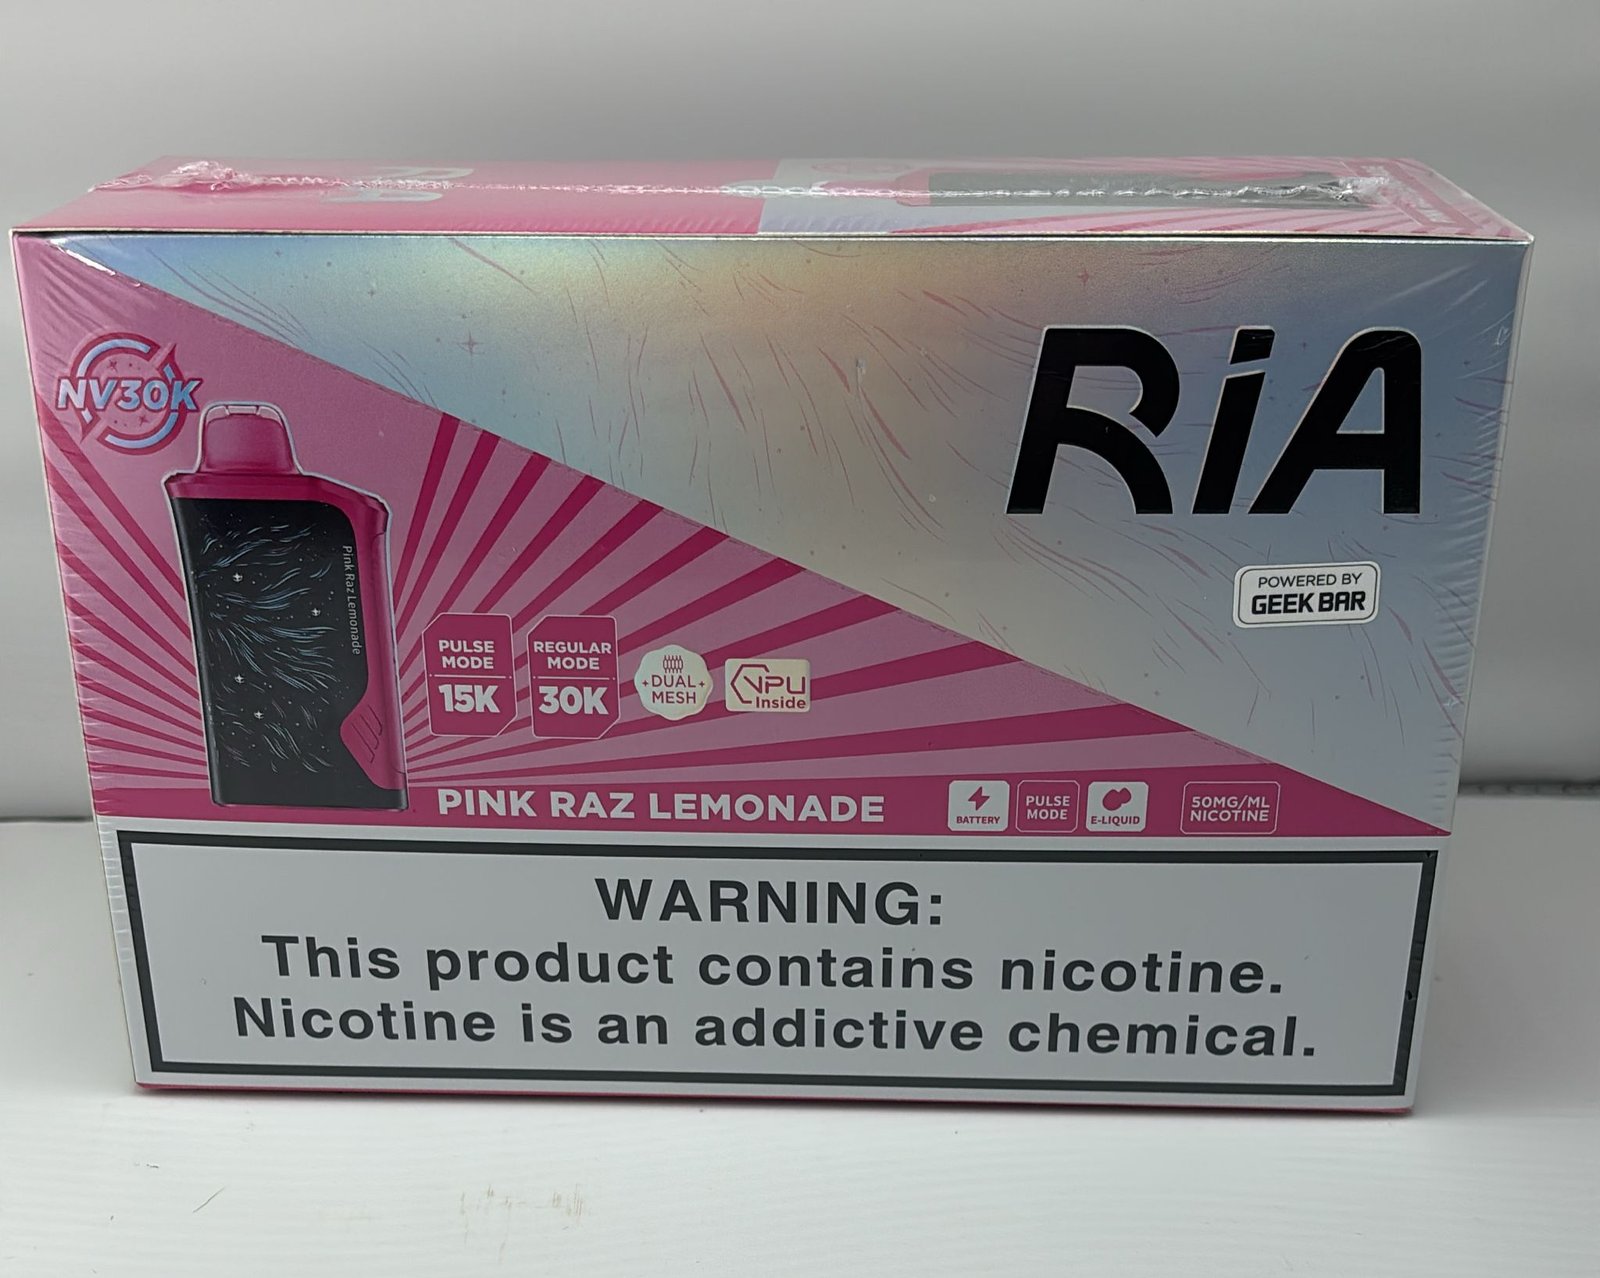 RiA
NV30K
POWERED BY
GEEK BAR
Pink Raz Lemonade
PULSE
MODE
15K
REGULAR
MODE
30K
DUAL
MESH
VPU
Inside
PINK RAZ LEMONADE
BATTERY
PULSE
MODE
E-LIQUID
50MG/ML
NICOTINE
WARNING:
This product contains nicotine.
Nicotine is an addictive chemical.